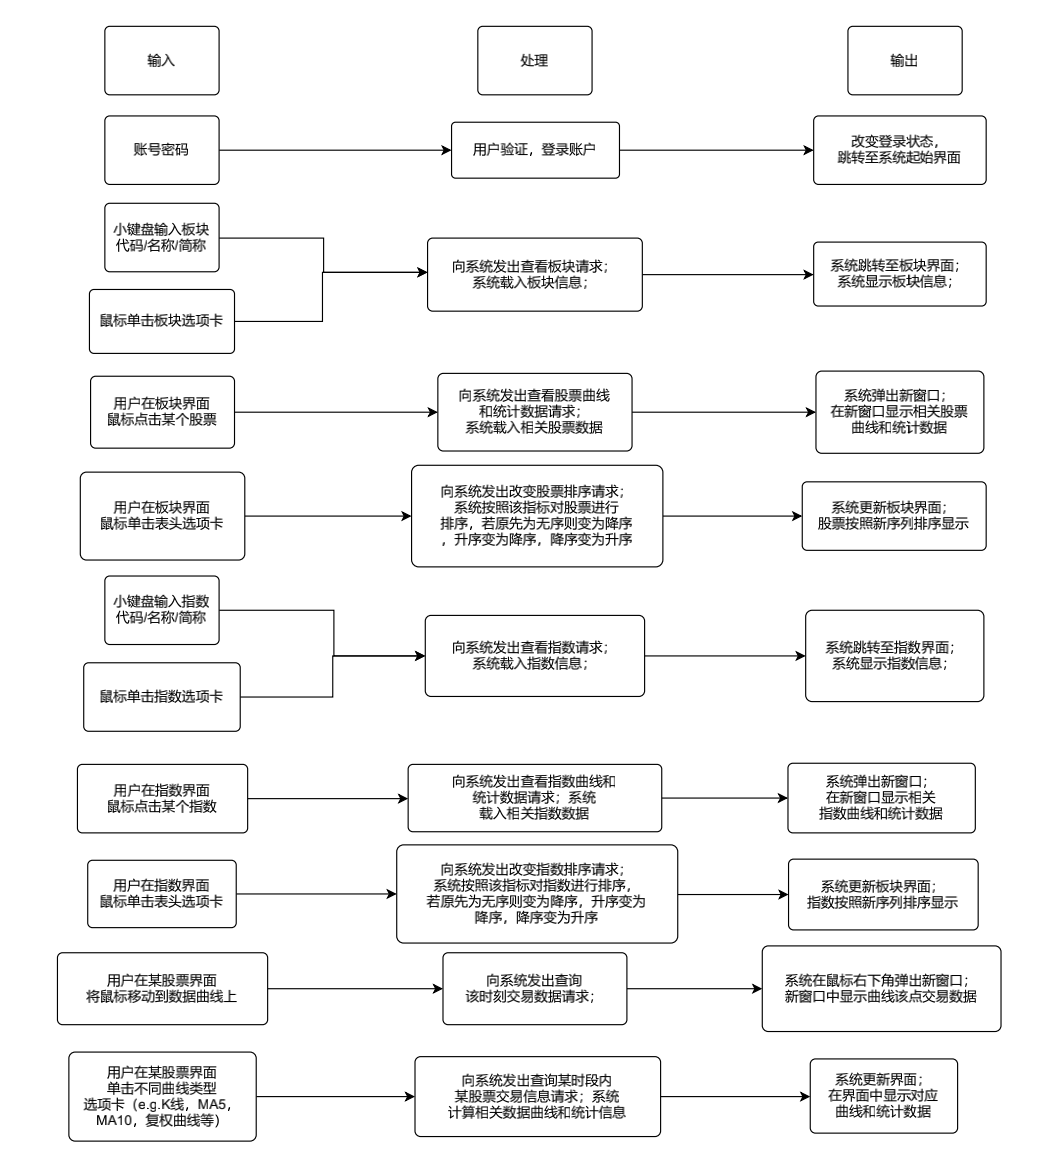 输入
处理
输出
账号密码
用户验证，登录账户
改变登录状态，
跳转至系统起始界面
小键盘输入板块
代码/名称/简称
鼠标单击板块选项卡
向系统发出查看板块请求；
系统载入板块信息；
系统跳转至板块界面；
系统显示板块信息；
用户在板块界面
鼠标点击某个股票
向系统发出查看股票曲线
和统计数据请求；
系统载入相关股票数据
系统弹出新窗口；
在新窗口显示相关股票
曲线和统计数据
用户在板块界面
鼠标单击表头选项卡
向系统发出改变股票排序请求；
系统按照该指标对股票进行
排序，若原先为无序则变为降序
，升序变为降序，降序变为升序
系统更新板块界面；
股票按照新序列排序显示
小键盘输入指数
代码/名称/简称
鼠标单击指数选项卡
向系统发出查看指数请求；
系统载入指数信息；
系统跳转至指数界面；
系统显示指数信息；
用户在指数界面
鼠标点击某个指数
向系统发出查看指数曲线和
统计数据请求；系统
载入相关指数数据
系统弹出新窗口；
在新窗口显示相关
指数曲线和统计数据
用户在指数界面
鼠标单击表头选项卡
向系统发出改变指数排序请求；
系统按照该指标对指数进行排序，
若原先为无序则变为降序，升序变为
降序，降序变为升序
系统更新板块界面；
指数按照新序列排序显示
用户在某股票界面
将鼠标移动到数据曲线上
向系统发出查询
该时刻交易数据请求；
系统在鼠标右下角弹出新窗口；
新窗口中显示曲线该点交易数据
用户在某股票界面
单击不同曲线类型
选项卡（e.g.K线，MA5，
MA10，复权曲线等）
向系统发出查询某时段内
某股票交易信息请求；系统
计算相关数据曲线和统计信息
系统更新界面；
在界面中显示对应
曲线和统计数据